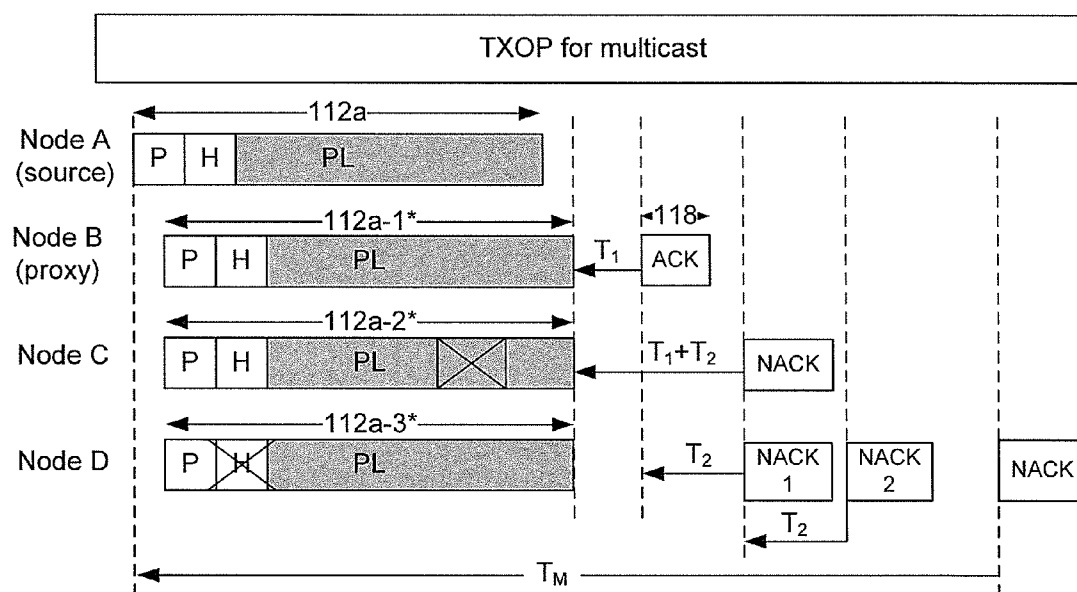 TXOP for multicast
112a
Node A
(source)
P H PL
112a-1*
118
Node B
(proxy)
P H PL
T1
ACK
112a-2*
Node C
P H PL
T1+T2
NACK
112a-3*
Node D
P H PL
T2
NACK
1
NACK
2
NACK
T2
TM